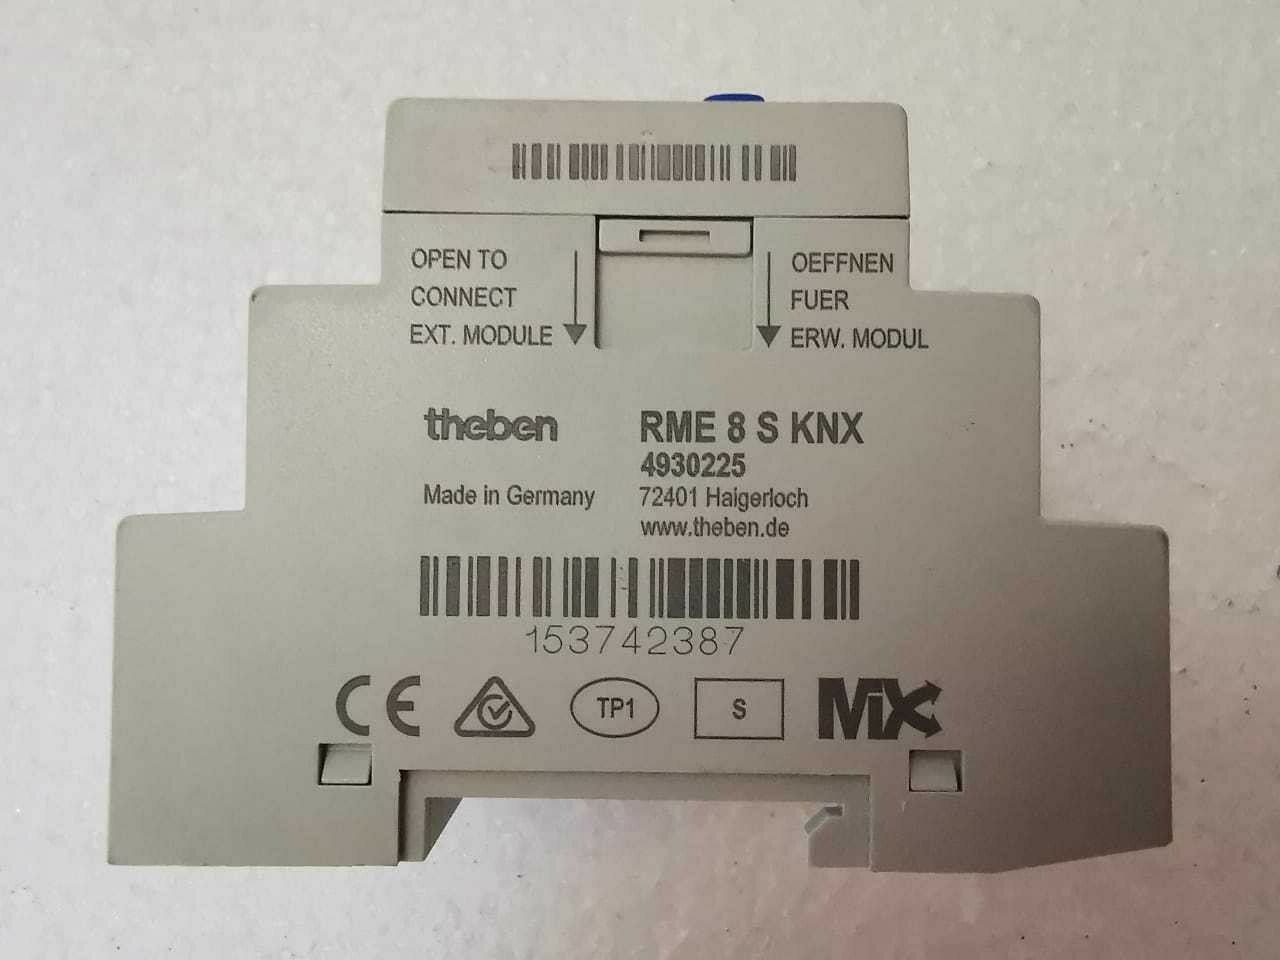 OPEN TO
CONNECT
EXT. MODULE
OEFFNEN
FUER
ERW. MODUL
theben
Made in Germany
RME 8 S KNX
4930225
72401 Haigerloch
www.theben.de
153742387
CE
TP1
S
MiX